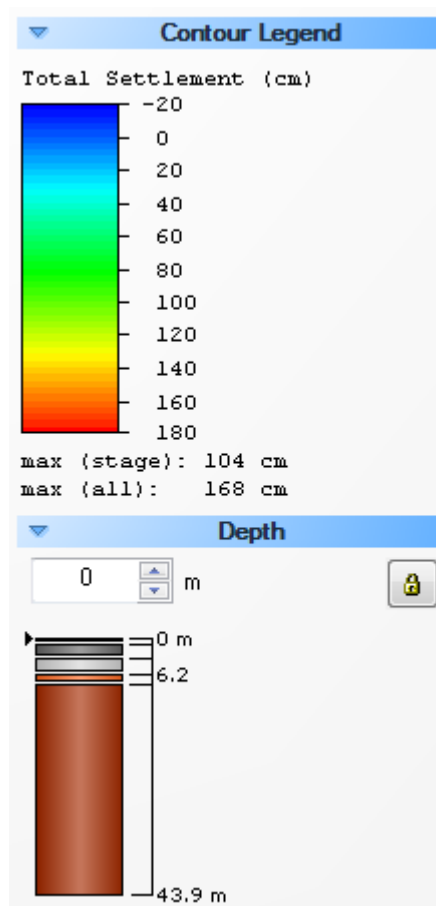 Contour Legend
Total Settlement (cm)
-20
0
20
40
60
80
100
120
140
160
180
max (stage): 104 cm
max (all): 168 cm
Depth
0 m
0 m
6.2
43.9 m